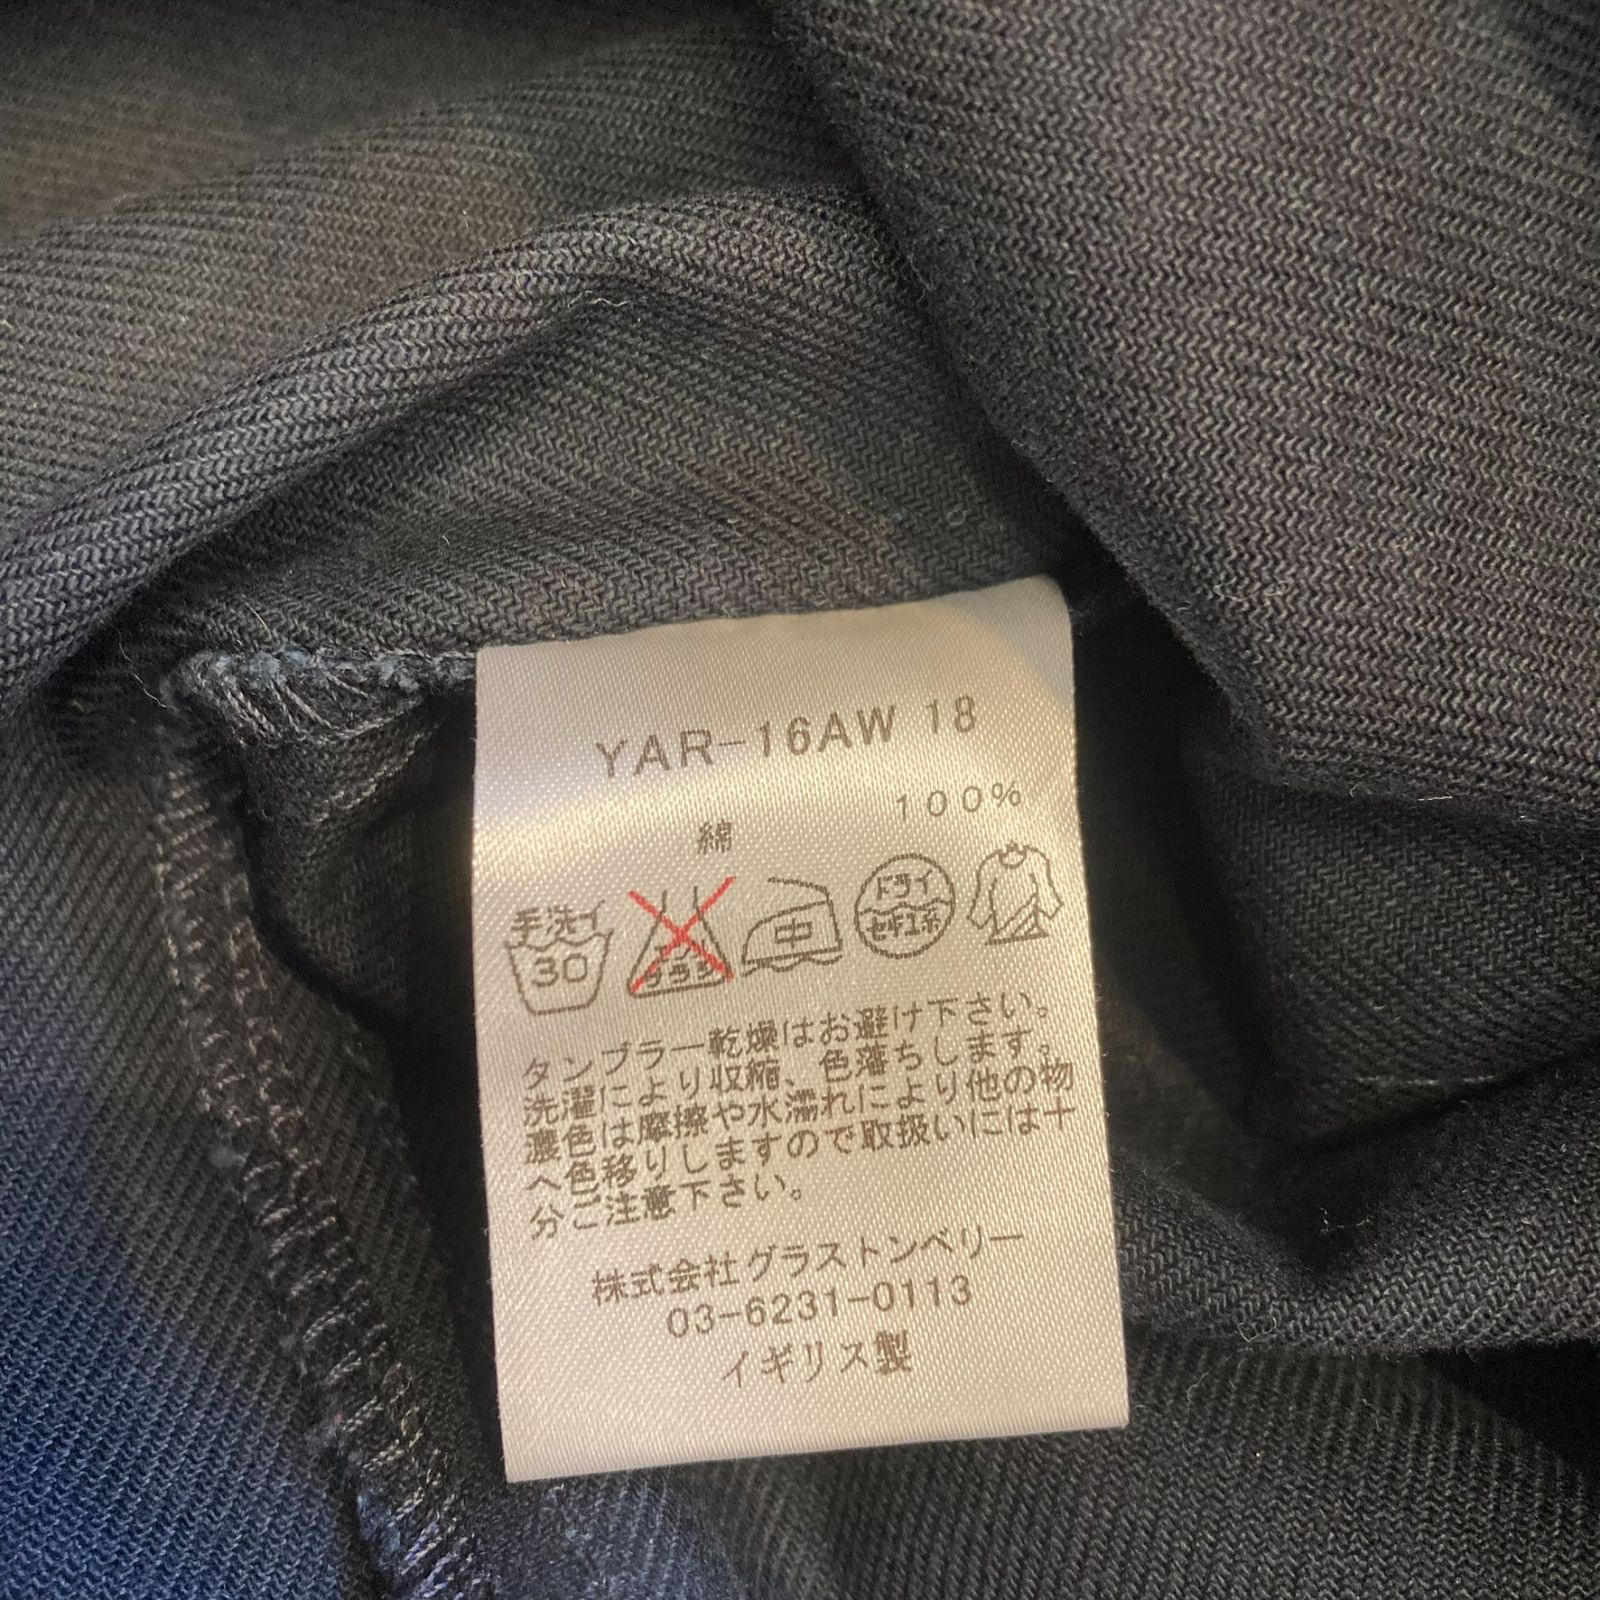 YAR-16AW 18
綿 100%
手洗イ 30
中
ドライ
セキユ系
タンブラー乾燥はお避け下さい。
洗濯により収縮、色落ちします。
濃色は摩擦や水濡れにより他の物
へ色移りしますので取扱いには十
分ご注意下さい。
株式会社グラストンベリー
03-6231-0113
イギリス製